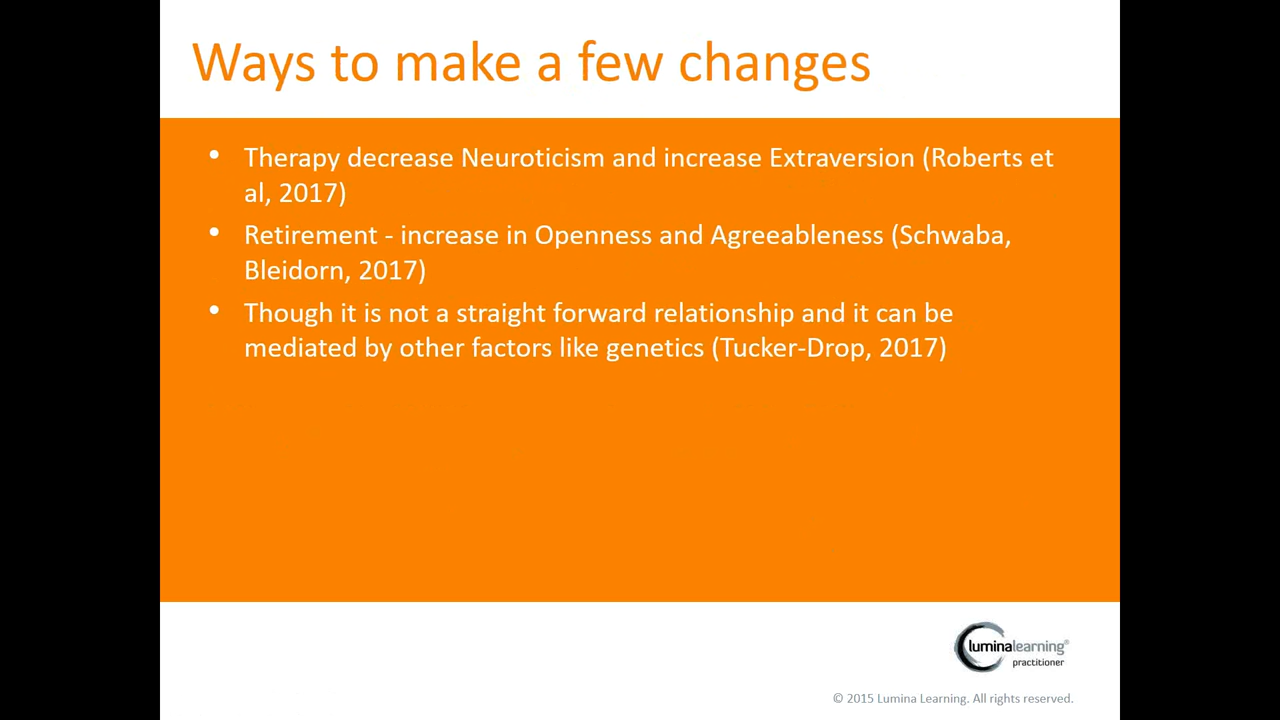 Ways to make a few changes
• Therapy decrease Neuroticism and increase Extraversion (Roberts et
al, 2017)
• Retirement - increase in Openness and Agreeableness (Schwaba,
Bleidorn, 2017)
• Though it is not a straight forward relationship and it can be
mediated by other factors like genetics (Tucker-Drop, 2017)
luminalearning®
practitioner
© 2015 Lumina Learning. All rights reserved.